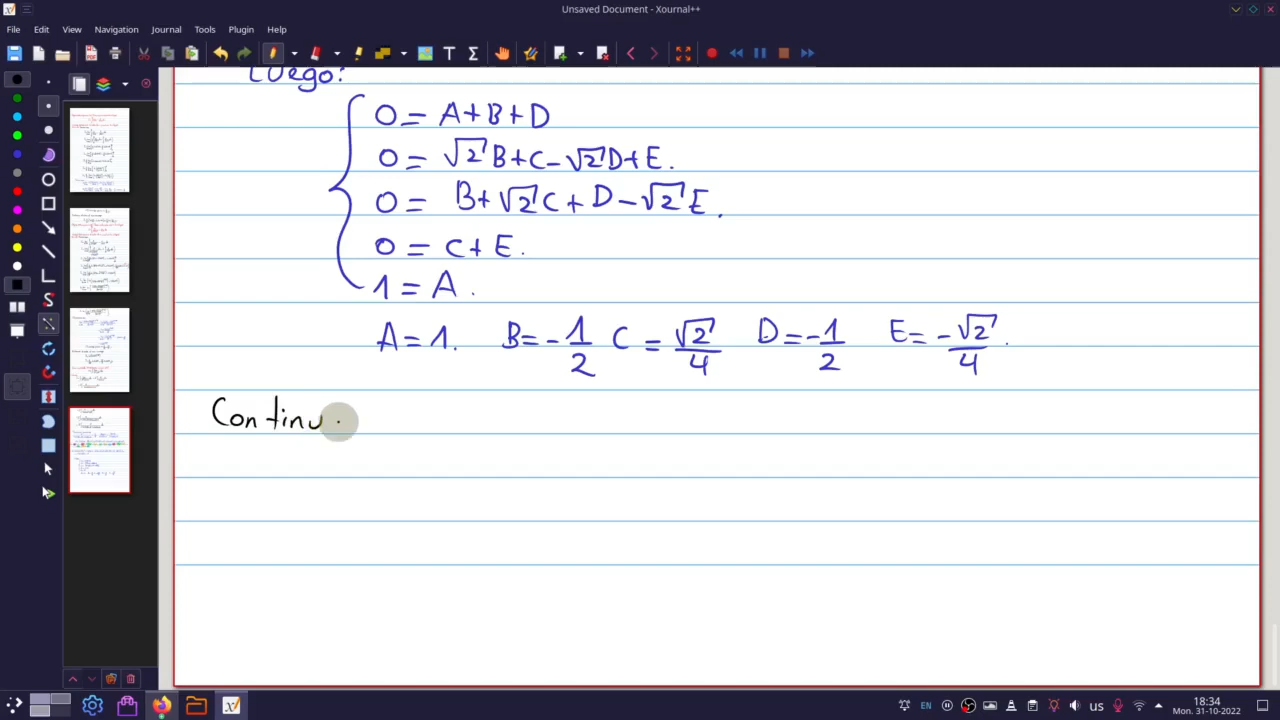 Unsaved Document - Xournal++
File Edit View Navigation Journal Tools Plugin Help
Luego:
0 = A+B+D
0 = √2 B+C-√2 D+E.
0 = B+√2 C+D-√2 E.
0 = C+E.
1 = A.
A=1. B=-1/2 C=√2/4 D=-1/2 E=-√2/4.
Continu
EN us 18:34
Mon. 31-10-2022